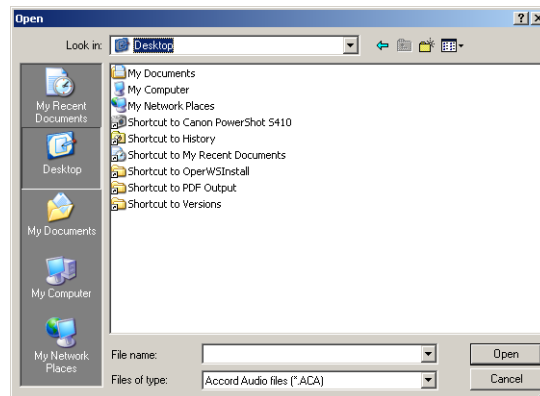 Open
Look in: Desktop
My Recent
Documents
Desktop
My Documents
My Computer
My Network
Places
My Documents
My Computer
My Network Places
Shortcut to Canon PowerShot S410
Shortcut to History
Shortcut to My Recent Documents
Shortcut to OperWSInstall
Shortcut to PDF Output
Shortcut to Versions
File name: Open
Files of type: Accord Audio files (*.ACA) Cancel